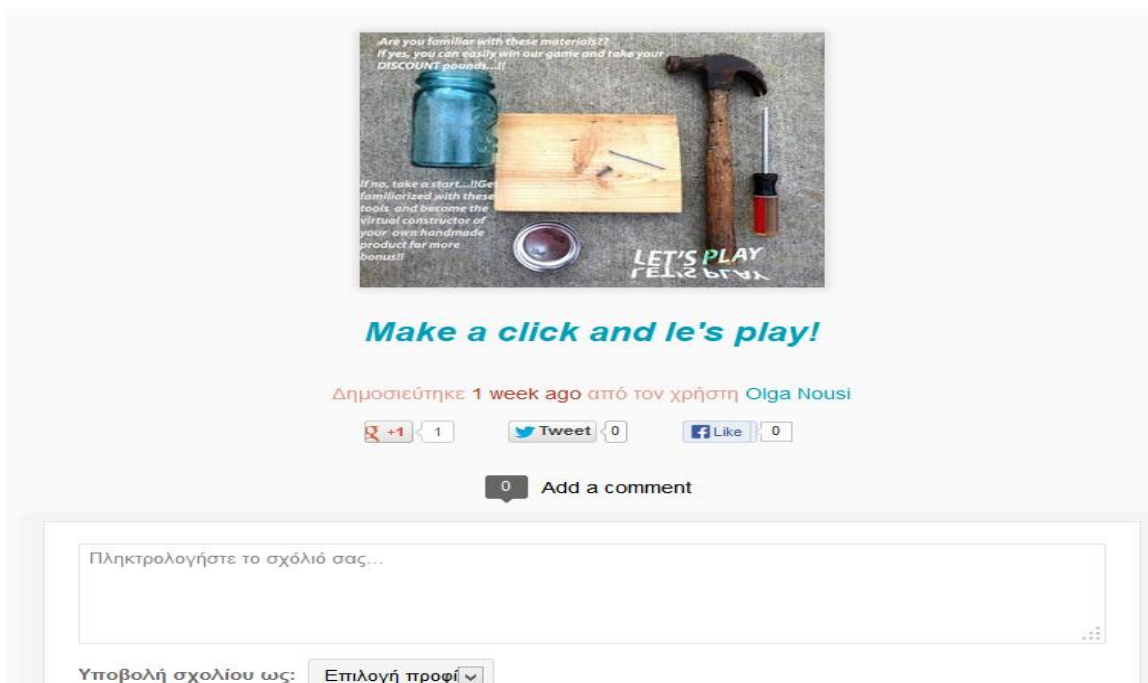 Are you familiar with these materials??
If yes, you can easily win our game and take your
DISCOUNT pounds...!!
If no, take a start...!!Get
familiarized with these
tools and become the
virtual constructor of
your own handmade
product for more
bonus!!
LET'S PLAY
LET'S PLAY
Make a click and le's play!
Δημοσιεύτηκε 1 week ago από τον χρήστη Olga Nousi
g +1 1 Tweet 0 Like 0
0 Add a comment
Πληκτρολογήστε το σχόλιό σας...
Υποβολή σχολίου ως: Επιλογή προφί